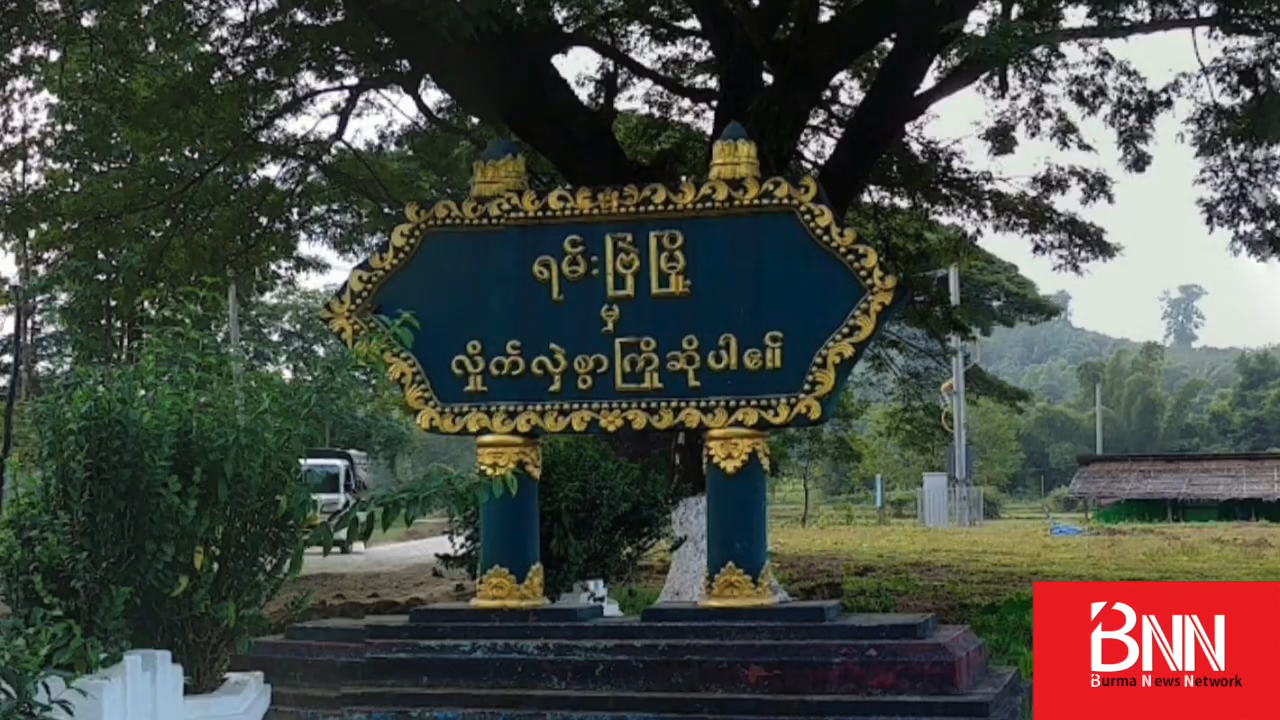 ရမ်းဗြဲမြို့
မှ
လှိုက်လှဲစွာကြိုဆိုပါ၏
BNN
Burma News Network